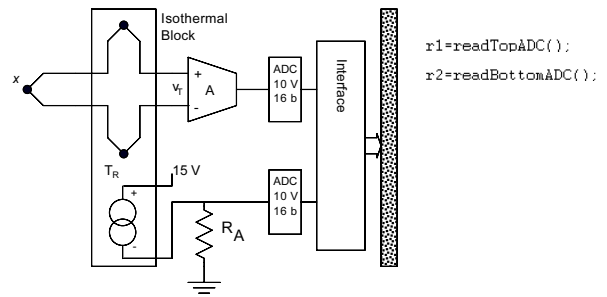 Isothermal
Block
x
+
v_T
-
A
ADC
10 V
16 b
Interface
r1=readTopADC();
r2=readBottomADC();
T_R
15 V
+
-
R_A
ADC
10 V
16 b